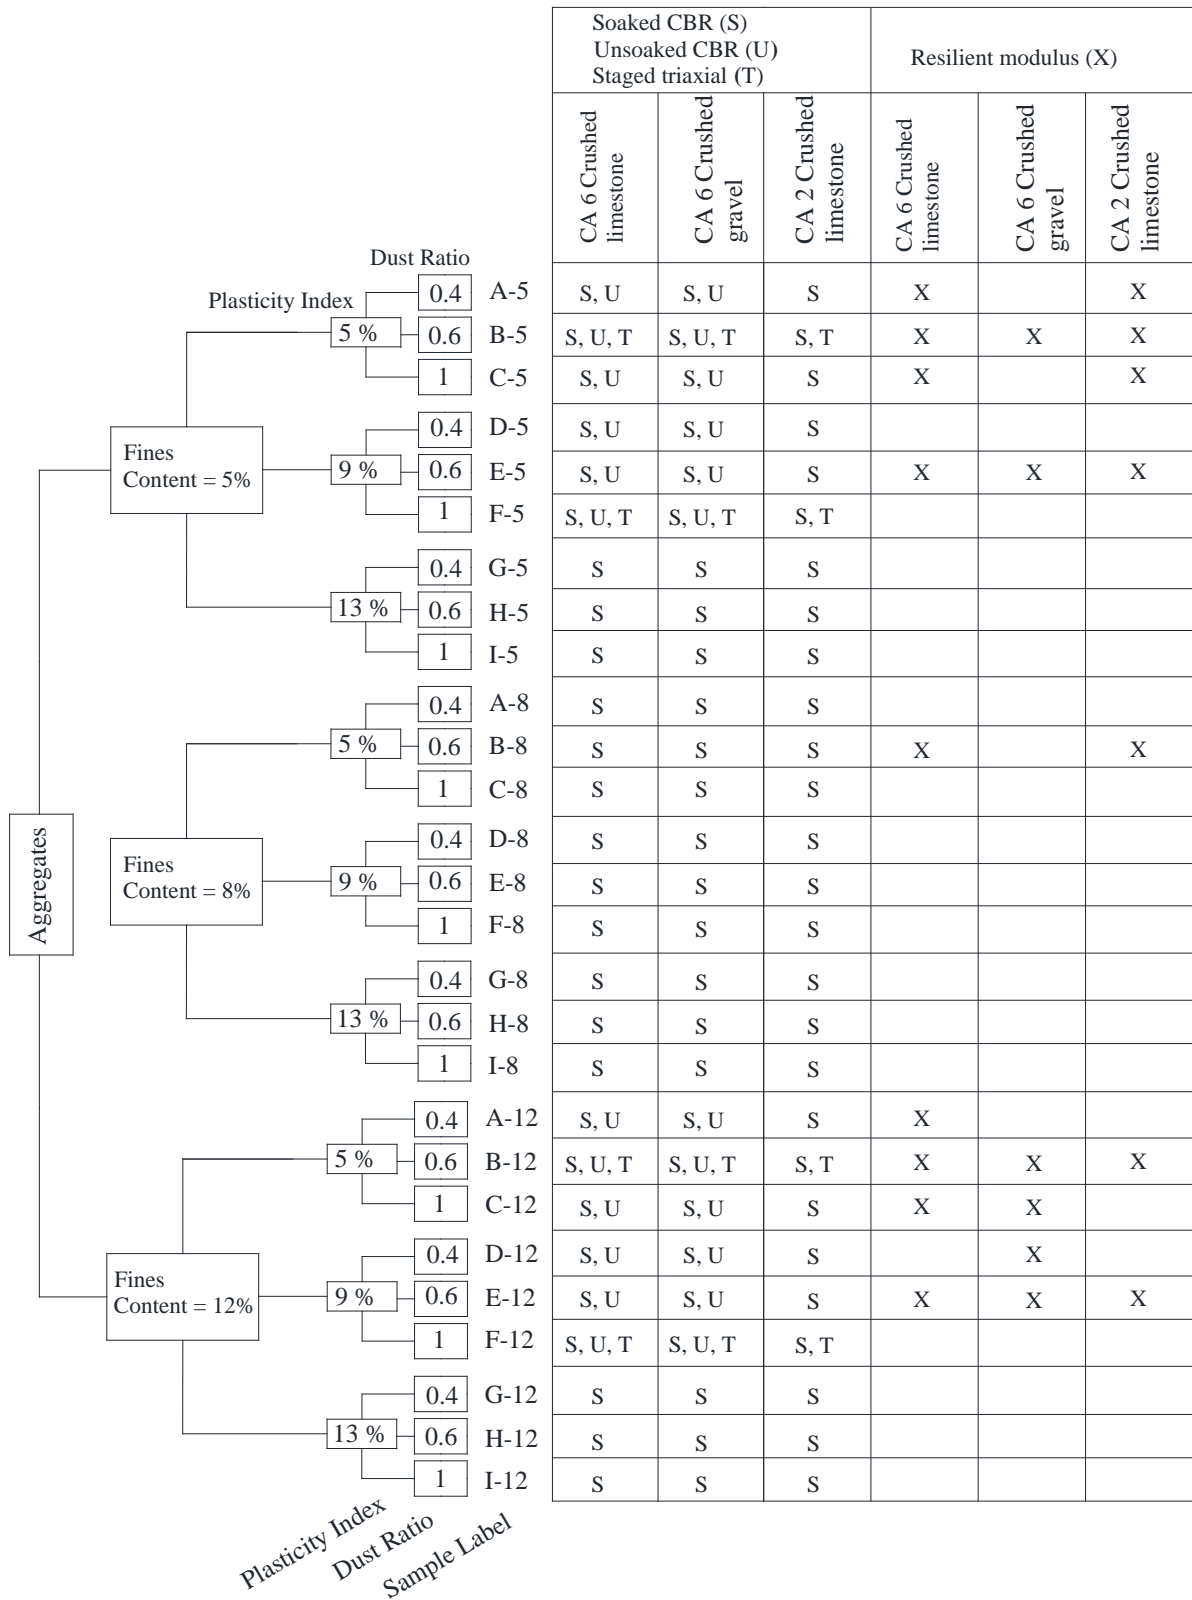 Soaked CBR (S)
Unsoaked CBR (U)
Staged triaxial (T)
Resilient modulus (X)
CA 6 Crushed
limestone
CA 6 Crushed
gravel
CA 2 Crushed
limestone
CA 6 Crushed
limestone
CA 6 Crushed
gravel
CA 2 Crushed
limestone
Dust Ratio
Plasticity Index
Aggregates
Fines
Content = 5%
5 %
0.4 A-5 S, U S, U S X X
0.6 B-5 S, U, T S, U, T S, T X X X
1 C-5 S, U S, U S X X
9 %
0.4 D-5 S, U S, U S
0.6 E-5 S, U S, U S X X X
1 F-5 S, U, T S, U, T S, T
13 %
0.4 G-5 S S S
0.6 H-5 S S S
1 I-5 S S S
Fines
Content = 8%
5 %
0.4 A-8 S S S
0.6 B-8 S S S X X
1 C-8 S S S
9 %
0.4 D-8 S S S
0.6 E-8 S S S
1 F-8 S S S
13 %
0.4 G-8 S S S
0.6 H-8 S S S
1 I-8 S S S
Fines
Content = 12%
5 %
0.4 A-12 S, U S, U S X
0.6 B-12 S, U, T S, U, T S, T X X X
1 C-12 S, U S, U S X X
9 %
0.4 D-12 S, U S, U S X
0.6 E-12 S, U S, U S X X X
1 F-12 S, U, T S, U, T S, T
13 %
0.4 G-12 S S S
0.6 H-12 S S S
1 I-12 S S S
Plasticity Index
Dust Ratio
Sample Label